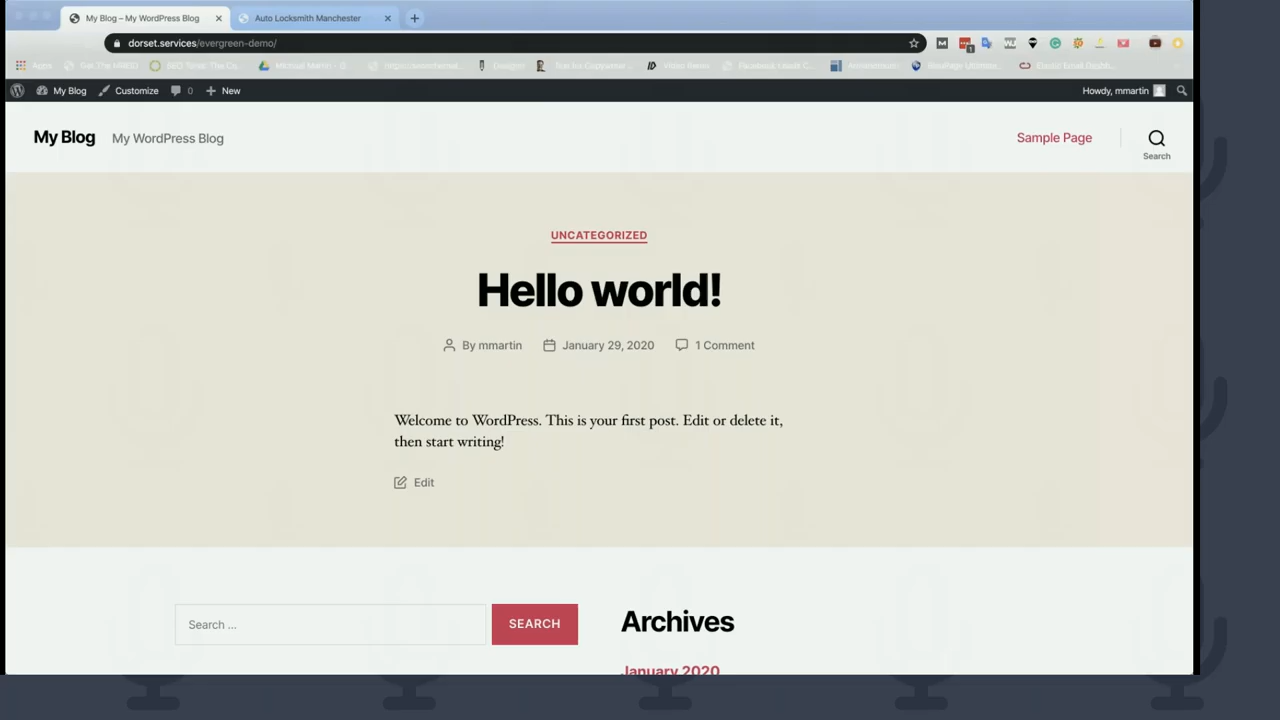 My Blog – My WordPress Blog
Auto Locksmith Manchester
dorset.services/evergreen-demo/
Apps
My Blog
Customize
0
New
Howdy, mmartin
My Blog
My WordPress Blog
Sample Page
Search
UNCATEGORIZED
Hello world!
By mmartin
January 29, 2020
1 Comment
Welcome to WordPress. This is your first post. Edit or delete it,
then start writing!
Edit
Search …
SEARCH
Archives
January 2020